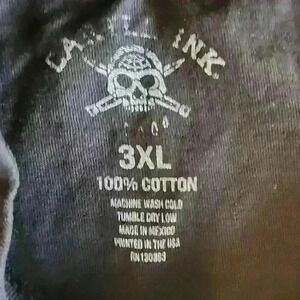 INK
3XL
100% COTTON
MACHINE WASH COLD
TUMBLE DRY LOW
MADE IN MEXICO
PRINTED IN THE USA